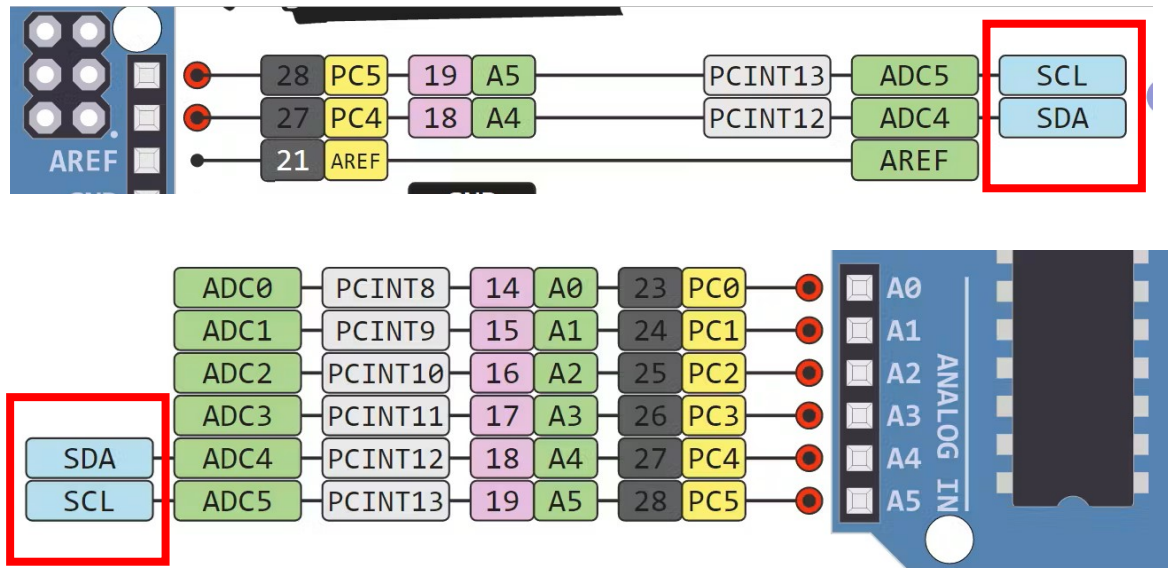 28 PC5 19 A5 PCINT13 ADC5 SCL
27 PC4 18 A4 PCINT12 ADC4 SDA
AREF 21 AREF AREF
ADC0 PCINT8 14 A0 23 PC0 A0
ADC1 PCINT9 15 A1 24 PC1 A1
ADC2 PCINT10 16 A2 25 PC2 A2
ADC3 PCINT11 17 A3 26 PC3 A3
SDA ADC4 PCINT12 18 A4 27 PC4 A4
SCL ADC5 PCINT13 19 A5 28 PC5 A5
ANALOG IN